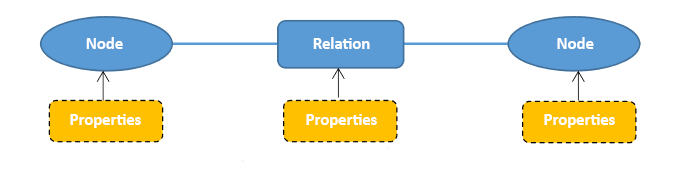 Node
Relation
Node
Properties
Properties
Properties